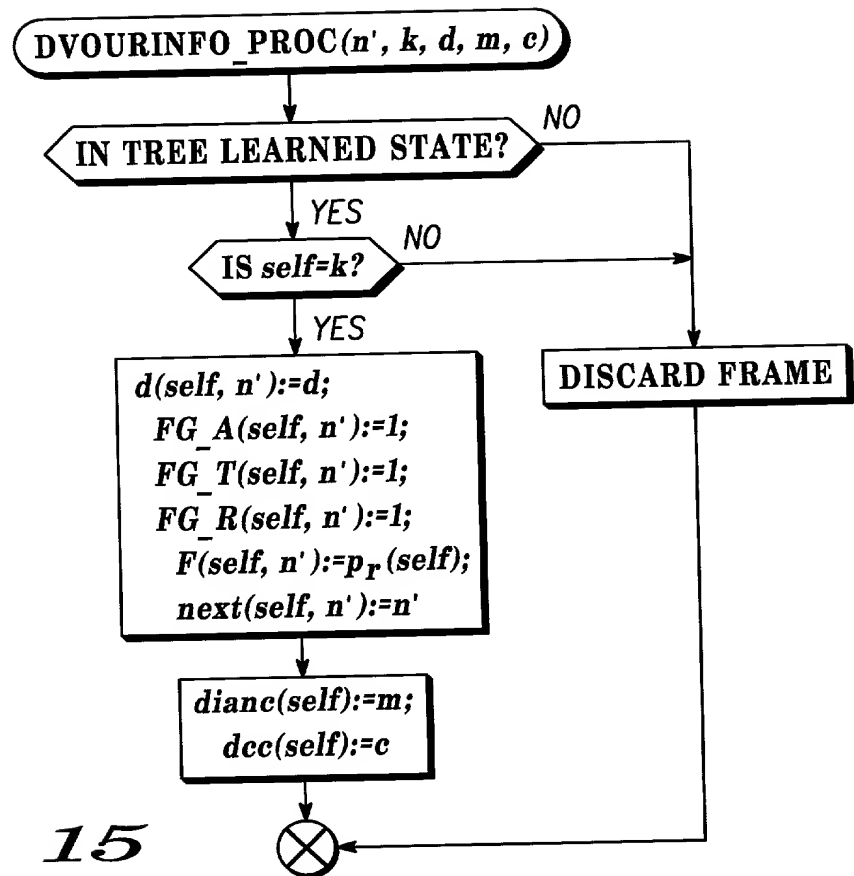 DVOURINFO_PROC(n', k, d, m, c)
IN TREE LEARNED STATE?
NO
YES
IS self=k?
NO
YES
d(self, n'):=d;
FG_A(self, n'):=1;
FG_T(self, n'):=1;
FG_R(self, n'):=1;
F(self, n'):=pr(self);
next(self, n'):=n'
DISCARD FRAME
dianc(self):=m;
dcc(self):=c
15